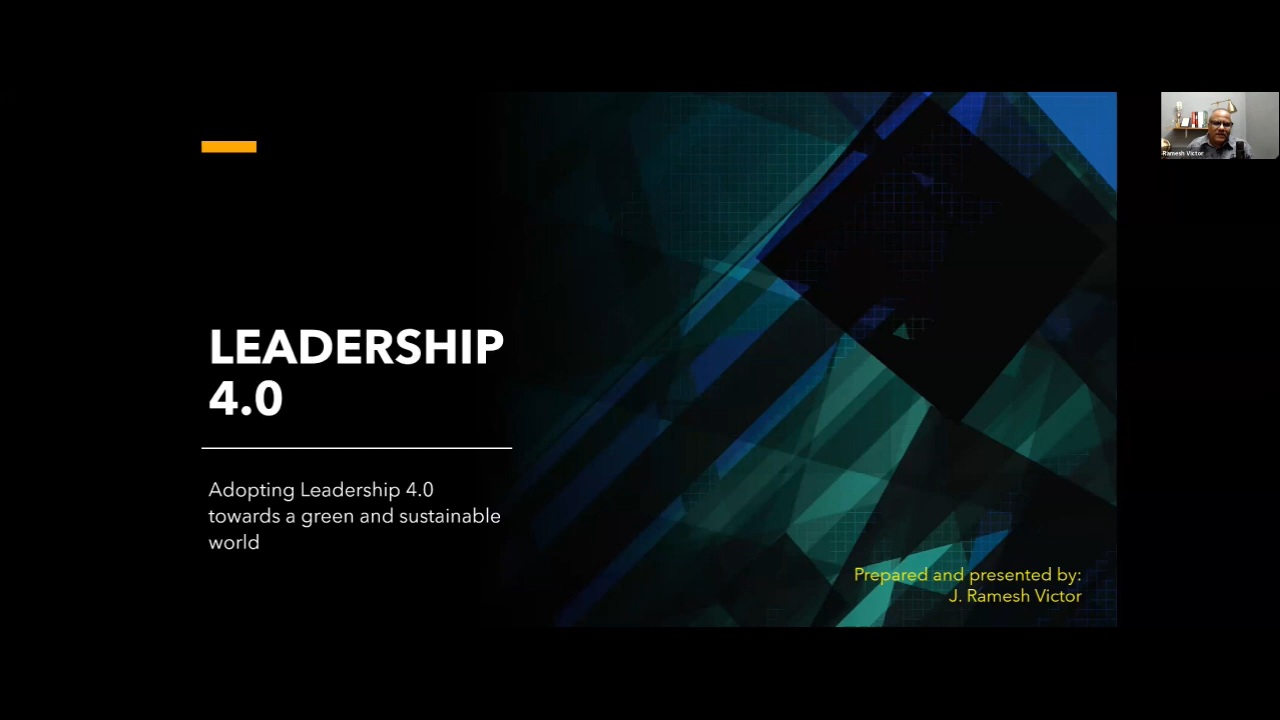 LEADERSHIP
4.0
Adopting Leadership 4.0
towards a green and sustainable
world
Prepared and presented by:
J. Ramesh Victor
Ramesh Victor